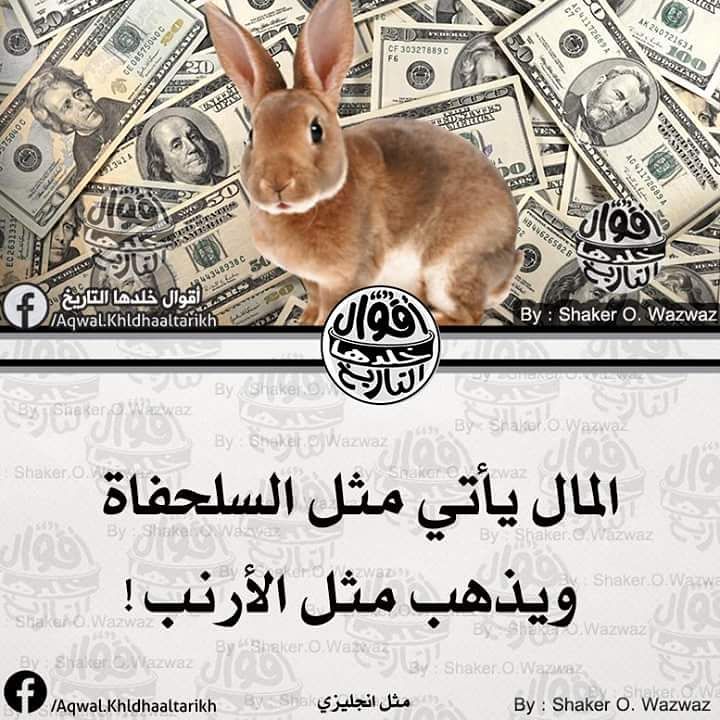 أقوال خلدها التاريخ
/Aqwal.Khldhaaltarikh
By : Shaker O. Wazwaz
أقوال
خلدها
التاريخ
المال يأتي مثل السلحفاة
ويذهب مثل الأرنب!
/Aqwal.Khldhaaltarikh
مثل انجليزي
By : Shaker O. Wazwaz